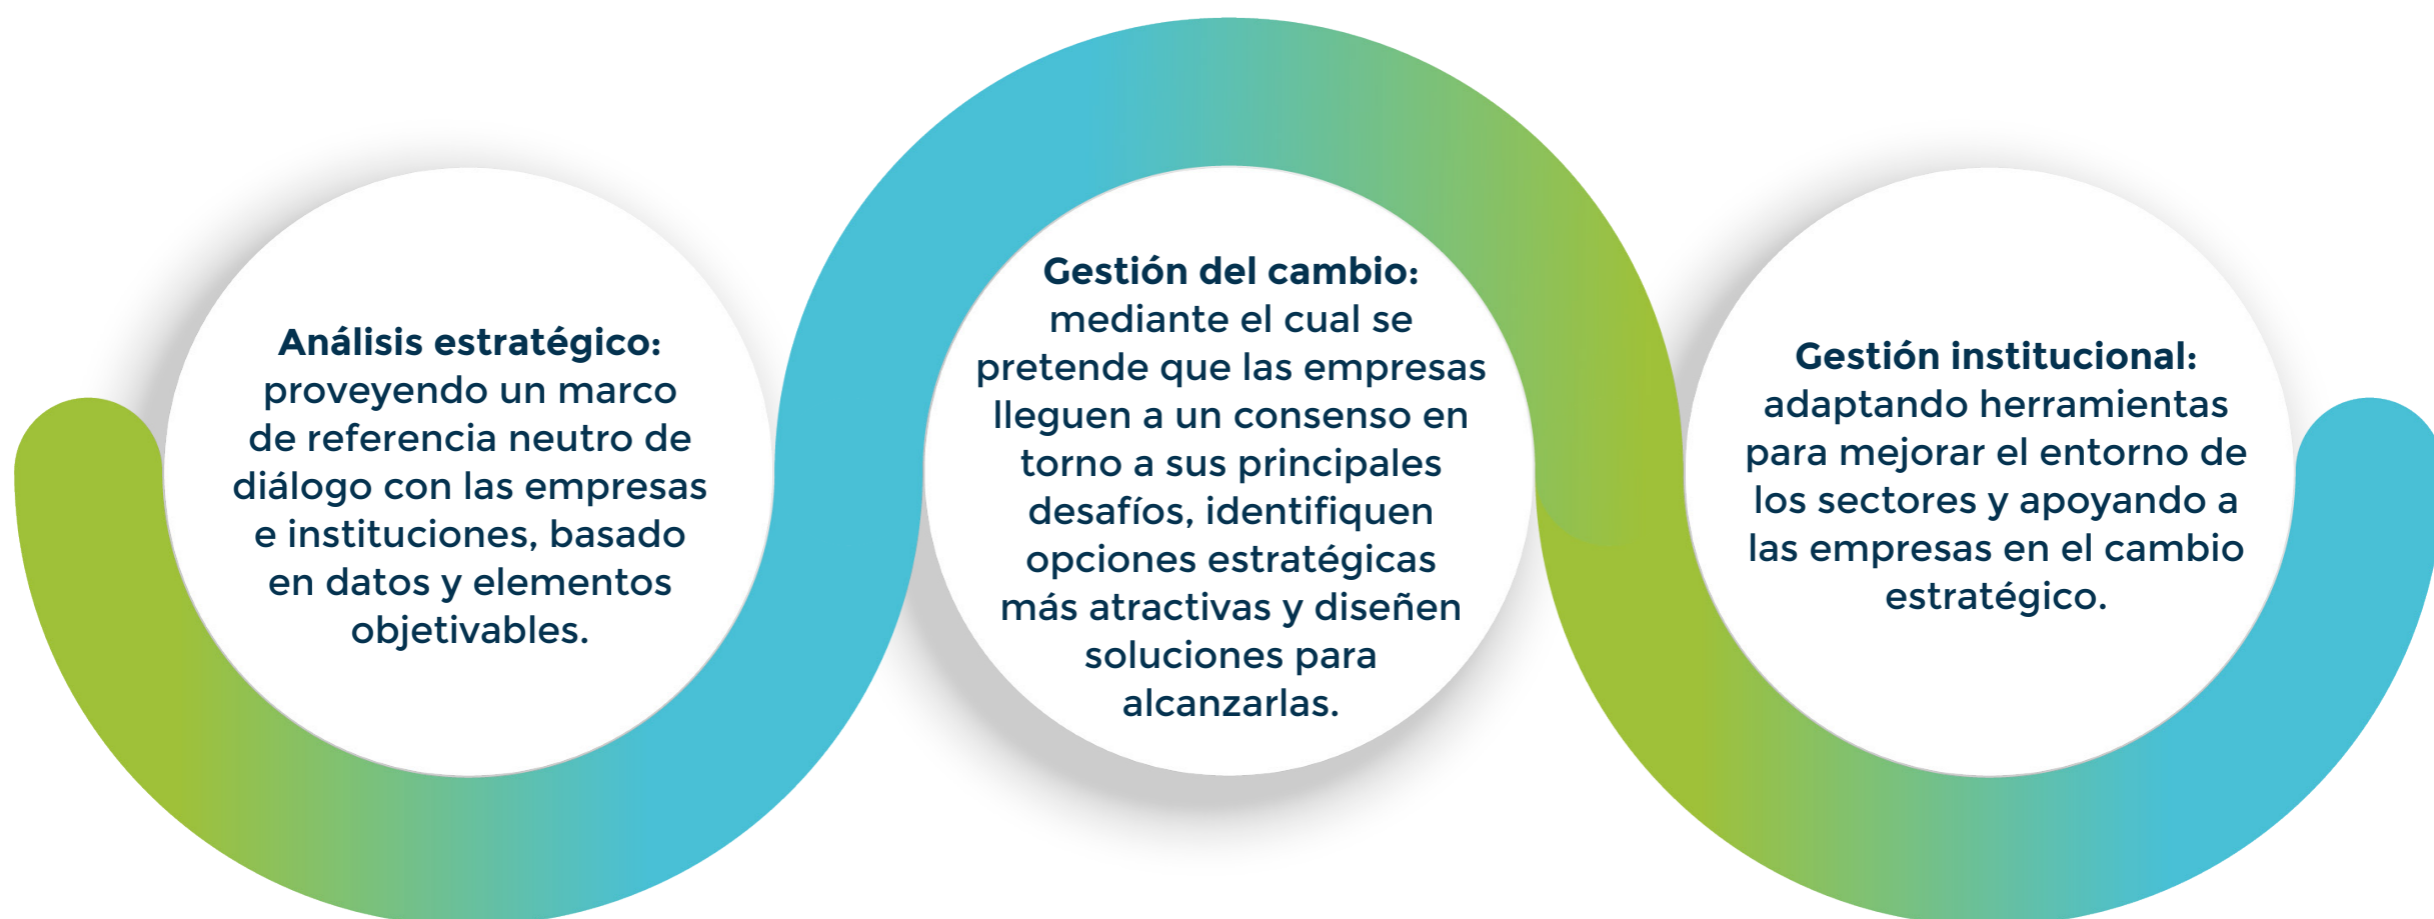 Análisis estratégico:
proveyendo un marco
de referencia neutro de
diálogo con las empresas
e instituciones, basado
en datos y elementos
objetivables.
Gestión del cambio:
mediante el cual se
pretende que las empresas
lleguen a un consenso en
torno a sus principales
desafíos, identifiquen
opciones estratégicas
más atractivas y diseñen
soluciones para
alcanzarlas.
Gestión institucional:
adaptando herramientas
para mejorar el entorno de
los sectores y apoyando a
las empresas en el cambio
estratégico.